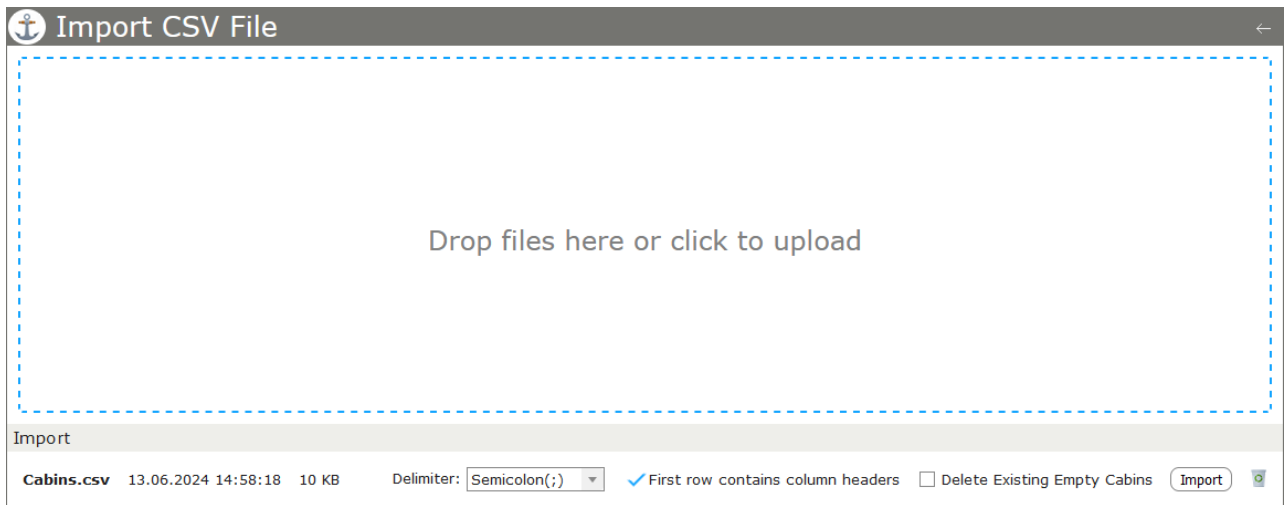 Import CSV File
Drop files here or click to upload
Import
Cabins.csv 13.06.2024 14:58:18 10 KB Delimiter: Semicolon(;) First row contains column headers Delete Existing Empty Cabins Import